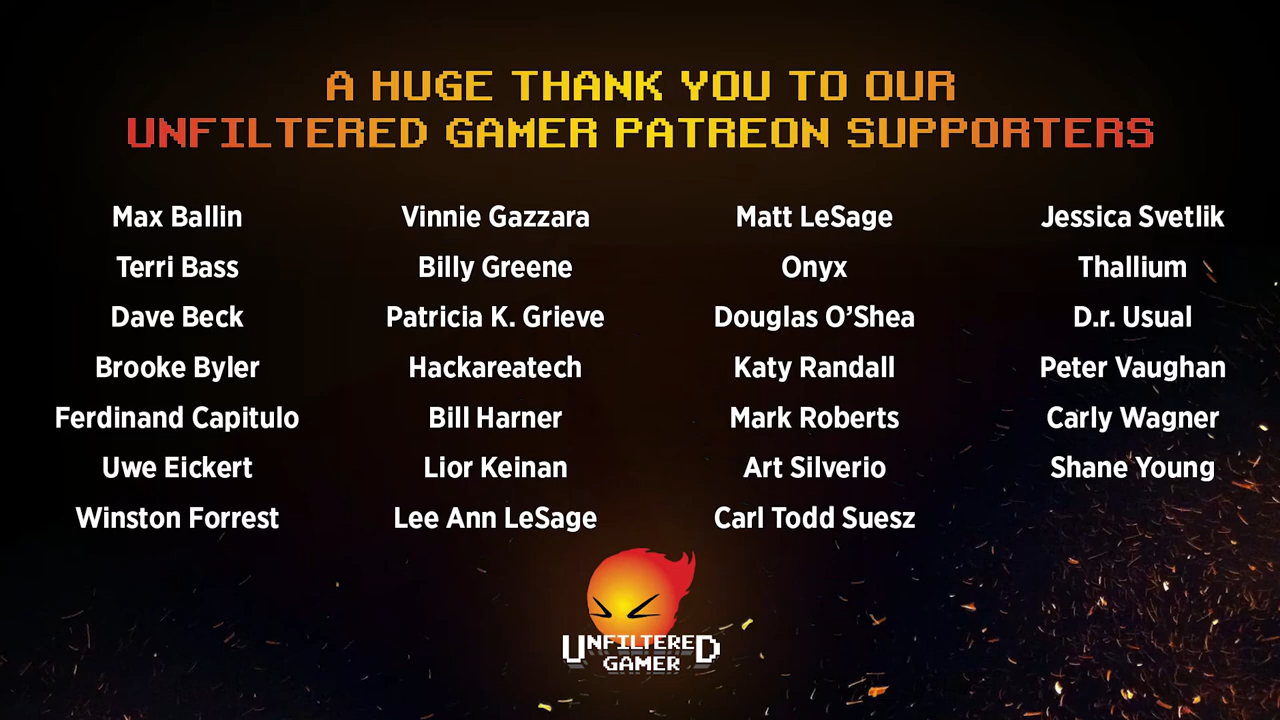 A HUGE THANK YOU TO OUR
UNFILTERED GAMER PATREON SUPPORTERS
Max Ballin
Terri Bass
Dave Beck
Brooke Byler
Ferdinand Capitulo
Uwe Eickert
Winston Forrest
Vinnie Gazzara
Billy Greene
Patricia K. Grieve
Hackareatech
Bill Harner
Lior Keinan
Lee Ann LeSage
Matt LeSage
Onyx
Douglas O’Shea
Katy Randall
Mark Roberts
Art Silverio
Carl Todd Suesz
Jessica Svetlik
Thallium
D.r. Usual
Peter Vaughan
Carly Wagner
Shane Young
UNFILTERED
GAMER